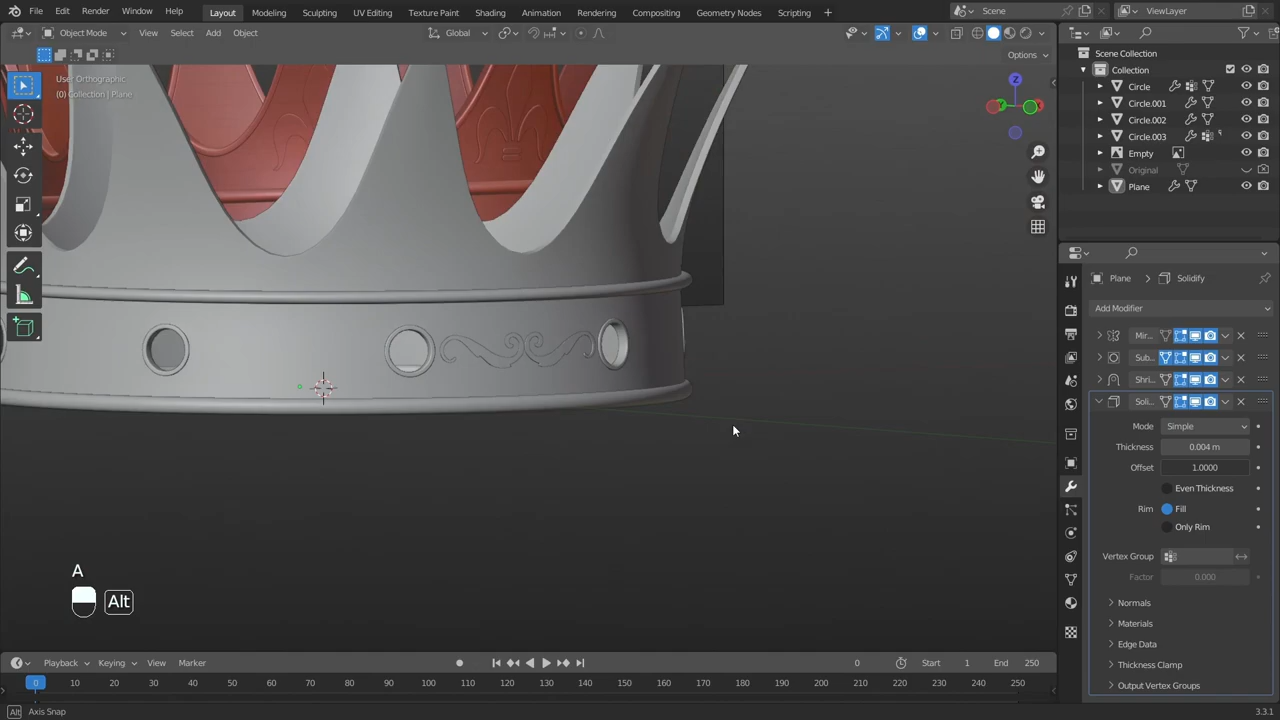 File Edit Render Window Help Layout Modeling Sculpting UV Editing Texture Paint Shading Animation Rendering Compositing Geometry Nodes Scripting + Scene ViewLayer
Object Mode View Select Add Object Global
Options
User Orthographic
(0) Collection | Plane
Z
Scene Collection
Collection
Circle
Circle.001
Circle.002
Circle.003
Empty
Original
Plane
Plane > Solidify
Add Modifier
Mir...
Sub...
Shri...
Soli...
Mode Simple
Thickness 0.004 m
Offset 1.0000
Even Thickness
Rim Fill
Only Rim
Vertex Group
Factor 0.000
Normals
Materials
Edge Data
Thickness Clamp
Output Vertex Groups
A
Alt
Playback Keying View Marker 0 Start 1 End 250
0 10 20 30 40 50 60 70 80 90 100 110 120 130 140 150 160 170 180 190 200 210 220 230 240 250
Alt Axis Snap 3.3.1